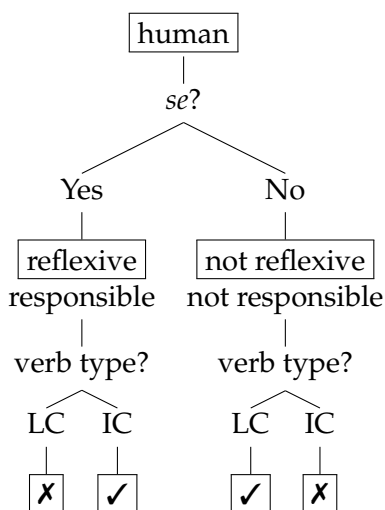 human
se?
Yes No
reflexive not reflexive
responsible not responsible
verb type? verb type?
LC IC LC IC
✗ ✓ ✓ ✗